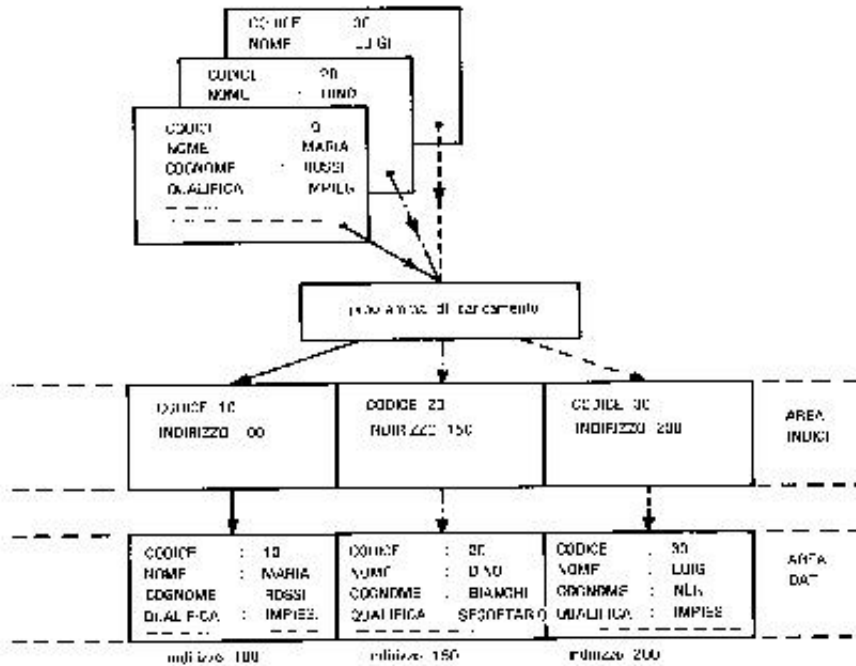 CODICE 30
NOME LUIGI
CODICE 20
NOME : DINO
CODICE
NOME MARIA
COGNOME : ROSSI
QUALIFICA IMPIEG
programma di caricamento
CODICE 10
INDIRIZZO 100
CODICE 20
INDIRIZZO 150
CODICE 30
INDIRIZZO 200
AREA
INDICI
CODICE : 10
NOME : MARIA
COGNOME ROSSI
QUALIFICA : IMPIEG.
CODICE : 20
NOME : DINO
COGNOME : BIANCHI
QUALIFICA SEGRETARIO
CODICE : 30
NOME : LUIGI
COGNOME : NERI
QUALIFICA : IMPIEG.
AREA
DATI
indirizzo 100
indirizzo 150
indirizzo 200